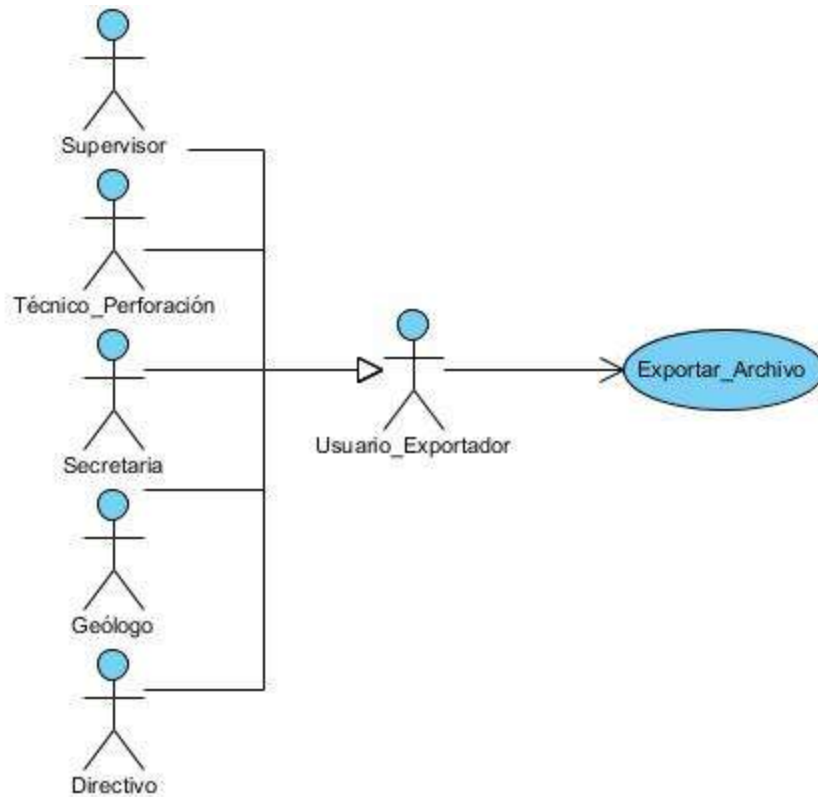 Supervisor
Técnico_Perforación
Secretaria
Geólogo
Directivo
Usuario_Exportador
Exportar_Archivo